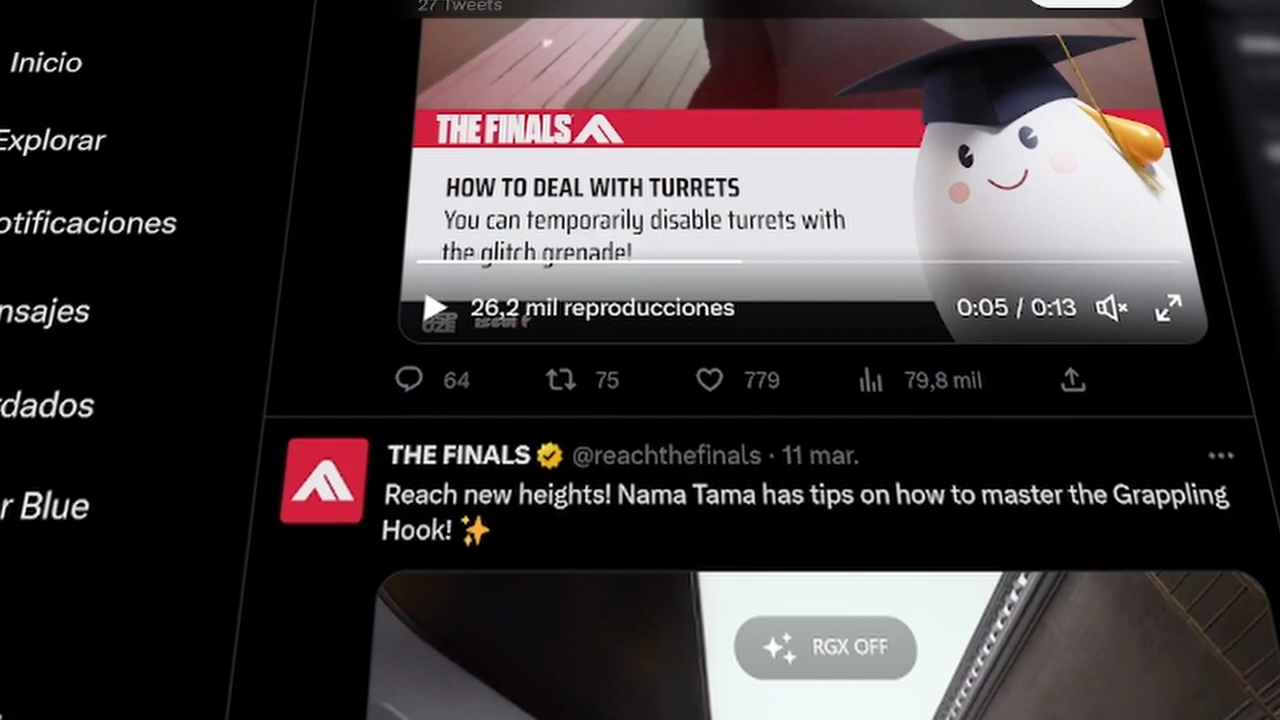 27 Tweets
Inicio
Explorar
otificaciones
nsajes
rdados
r Blue
THE FINALS
HOW TO DEAL WITH TURRETS
You can temporarily disable turrets with
the glitch grenade!
26,2 mil reproducciones
0:05 / 0:13
64
75
779
79,8 mil
THE FINALS @reachthefinals · 11 mar.
Reach new heights! Nama Tama has tips on how to master the Grappling
Hook! ✨
RGX OFF